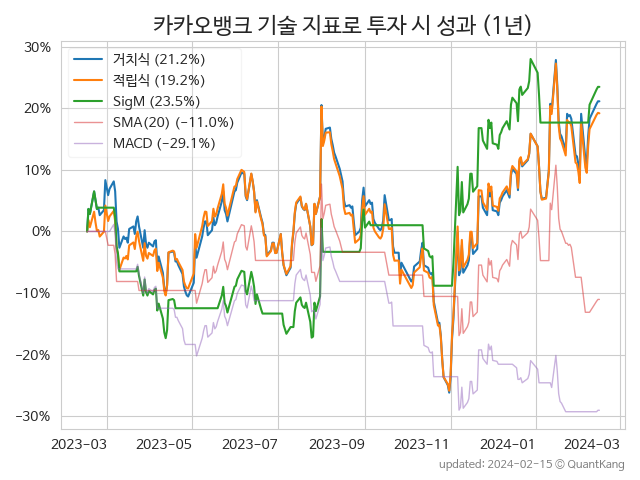 카카오뱅크 기술 지표로 투자 시 성과 (1년)
거치식 (21.2%)
적립식 (19.2%)
SigM (23.5%)
SMA(20) (−11.0%)
MACD (−29.1%)
30%
20%
10%
0%
−10%
−20%
−30%
2023-03 2023-05 2023-07 2023-09 2023-11 2024-01 2024-03
updated: 2024-02-15 © QuantKang